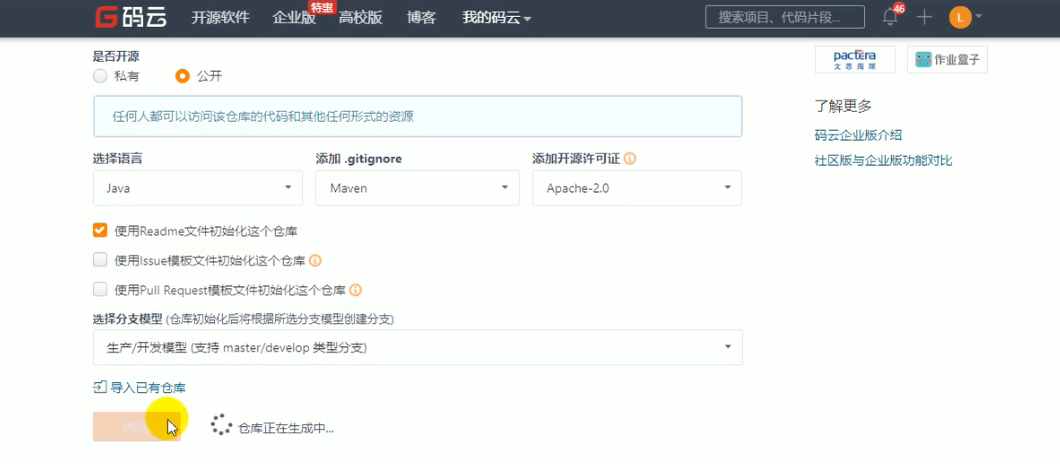 码云 开源软件 企业版 特惠 高校版 博客 我的码云 搜索项目、代码片段... 46 L
是否开源
私有 公开
任何人都可以访问该仓库的代码和其他任何形式的资源
选择语言 添加 .gitignore 添加开源许可证
Java Maven Apache-2.0
使用Readme文件初始化这个仓库
使用Issue模板文件初始化这个仓库
使用Pull Request模板文件初始化这个仓库
选择分支模型 (仓库初始化后将根据所选分支模型创建分支)
生产/开发模型 (支持 master/develop 类型分支)
导入已有仓库
仓库正在生成中...
pactera
文思海辉
作业盒子
了解更多
码云企业版介绍
社区版与企业版功能对比